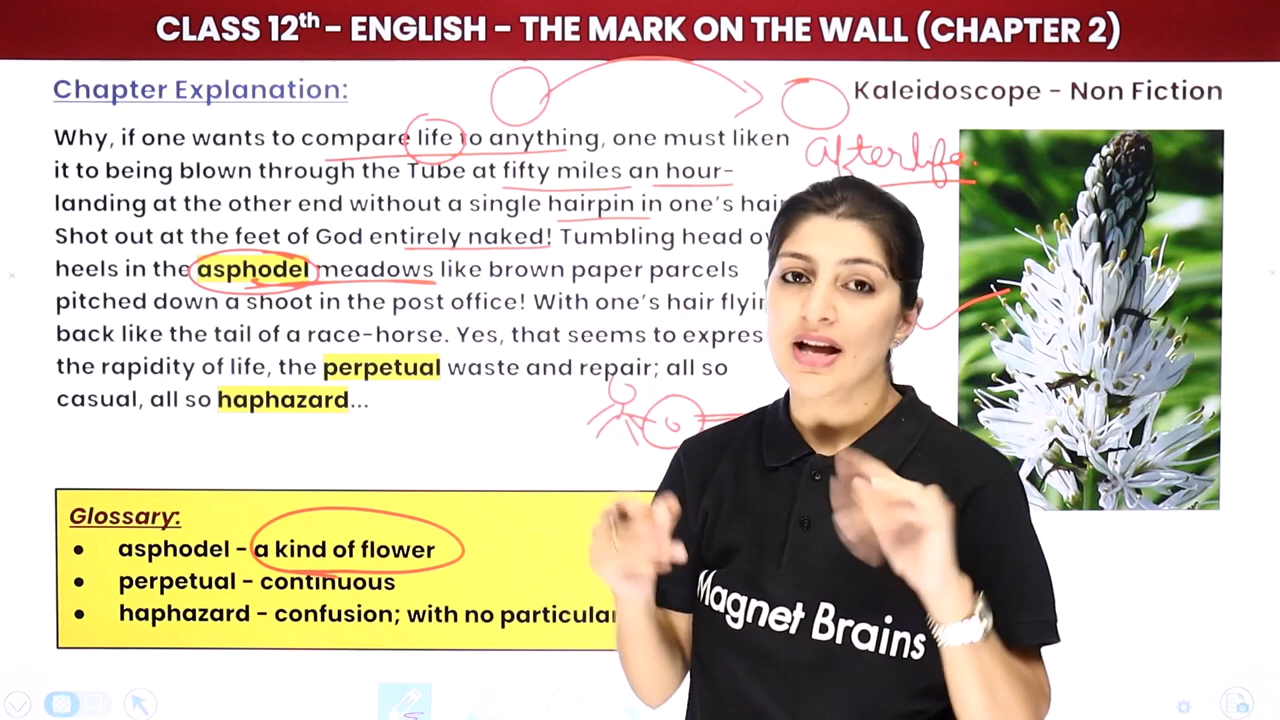 CLASS 12th - ENGLISH - THE MARK ON THE WALL (CHAPTER 2)
Chapter Explanation:
Kaleidoscope - Non Fiction
afterlife.
Why, if one wants to compare life to anything, one must liken
it to being blown through the Tube at fifty miles an hour-
landing at the other end without a single hairpin in one's hair
Shot out at the feet of God entirely naked! Tumbling head
heels in the asphodel meadows like brown paper parcels
pitched down a shoot in the post office! With one's hair
back like the tail of a race-horse. Yes, that seems to
the rapidity of life, the perpetual waste and repair; all so
casual, all so haphazard...
Glossary:
● asphodel - a kind of flower
● perpetual - continuous
● haphazard - confusion; with no particular
Magnet Brains